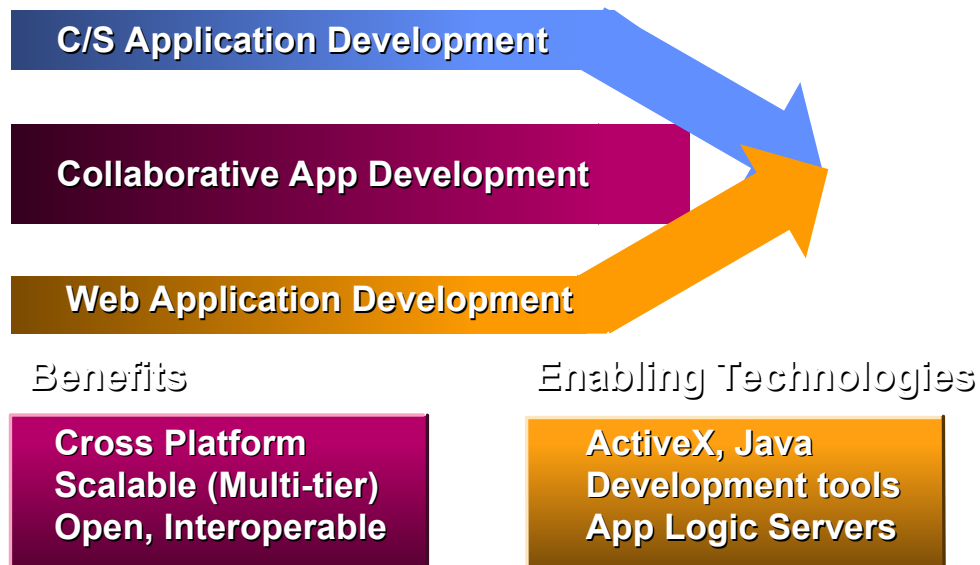 C/S Application Development
Collaborative App Development
Web Application Development
Benefits
Enabling Technologies
Cross Platform
Scalable (Multi-tier)
Open, Interoperable
ActiveX, Java
Development tools
App Logic Servers